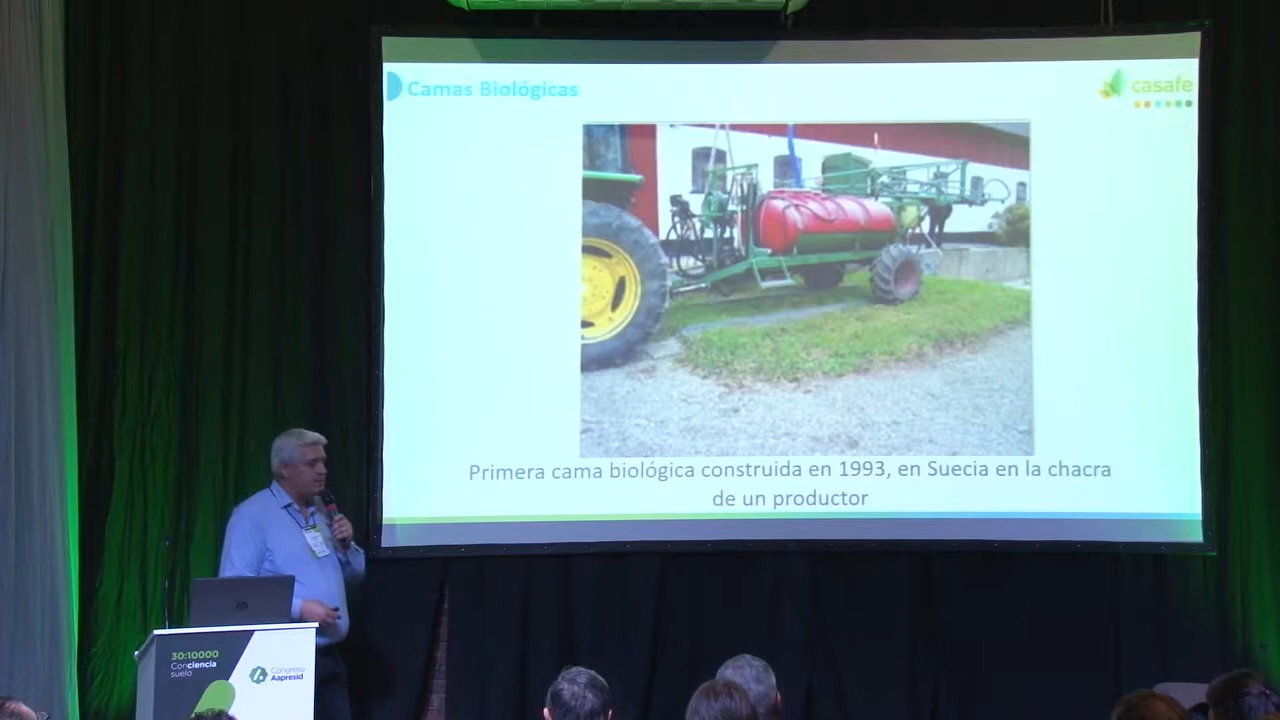 Camas Biológicas
casafe
Primera cama biológica construida en 1993, en Suecia en la chacra
de un productor
30:10000
Conciencia
suelo
Congreso
Aapresid